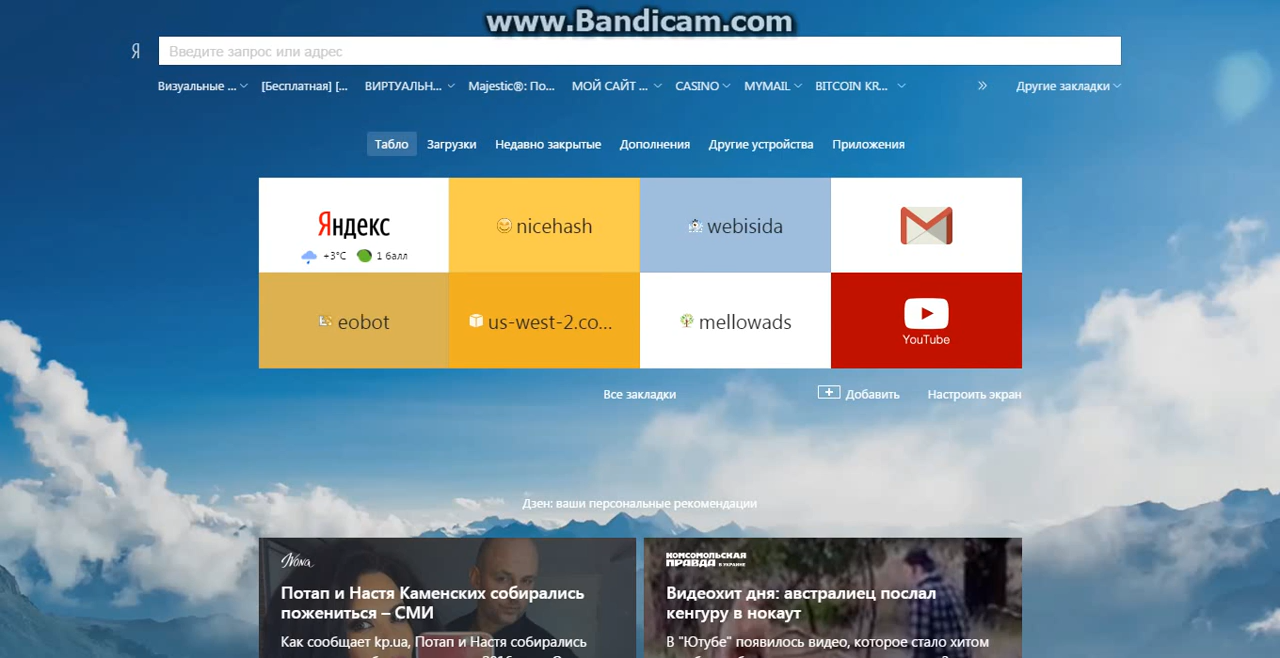 www.Bandicam.com
Я
Введите запрос или адрес
Визуальные ...
[Бесплатная] [...
ВИРТУАЛЬН...
Majestic®: По...
МОЙ САЙТ ...
CASINO
MYMAIL
BITCOIN KR...
»
Другие закладки
Табло
Загрузки
Недавно закрытые
Дополнения
Другие устройства
Приложения
Яндекс
+3°C
1 балл
nicehash
webisida
eobot
us-west-2.co...
mellowads
YouTube
Все закладки
Добавить
Настроить экран
Дзен: ваши персональные рекомендации
Nona
Потап и Настя Каменских собирались
пожениться – СМИ
Как сообщает kp.ua, Потап и Настя собирались
КОМСОМОЛЬСКАЯ
ПРАВДА В УКРАИНЕ
Видеохит дня: австралиец послал
кенгуру в нокаут
В "Ютубе" появилось видео, которое стало хитом